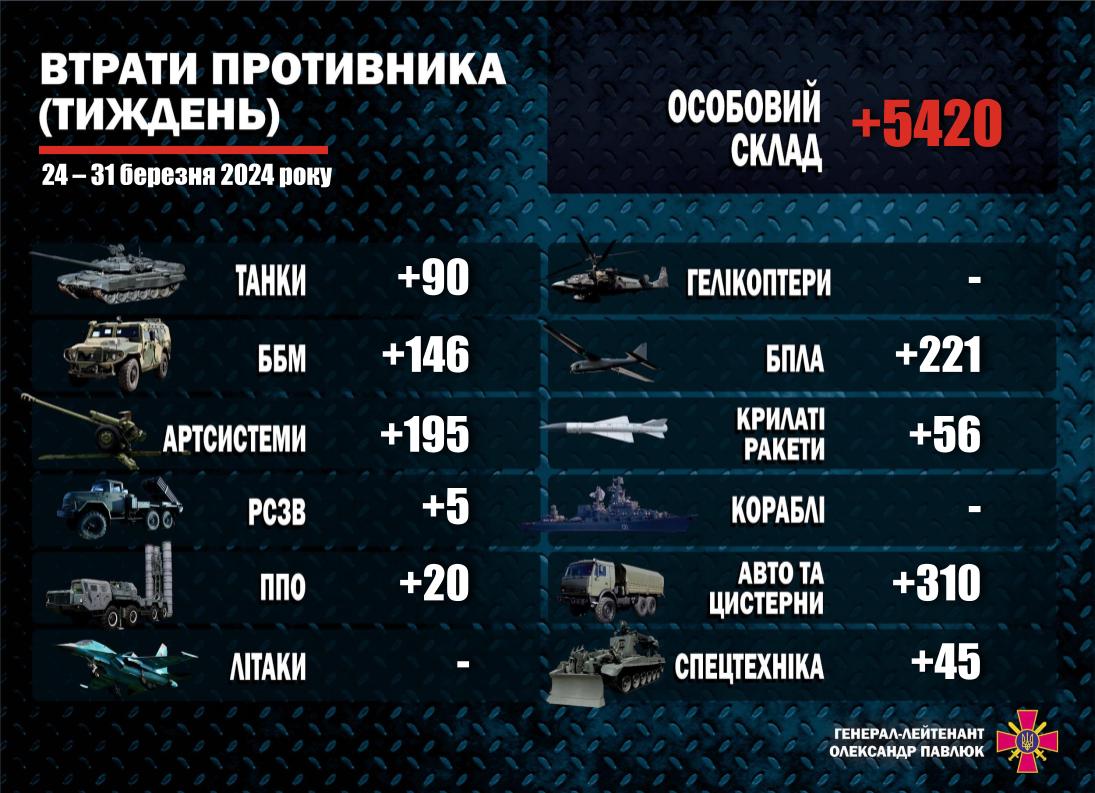 ВТРАТИ ПРОТИВНИКА
(ТИЖДЕНЬ)
24 – 31 березня 2024 року
ОСОБОВИЙ
СКЛАД
+5420
ТАНКИ +90
ББМ +146
АРТСИСТЕМИ +195
РСЗВ +5
ППО +20
ЛІТАКИ -
ГЕЛІКОПТЕРИ -
БПЛА +221
КРИЛАТІ
РАКЕТИ
+56
КОРАБЛІ -
АВТО ТА
ЦИСТЕРНИ
+310
СПЕЦТЕХНІКА +45
ГЕНЕРАЛ-ЛЕЙТЕНАНТ
ОЛЕКСАНДР ПАВЛЮК